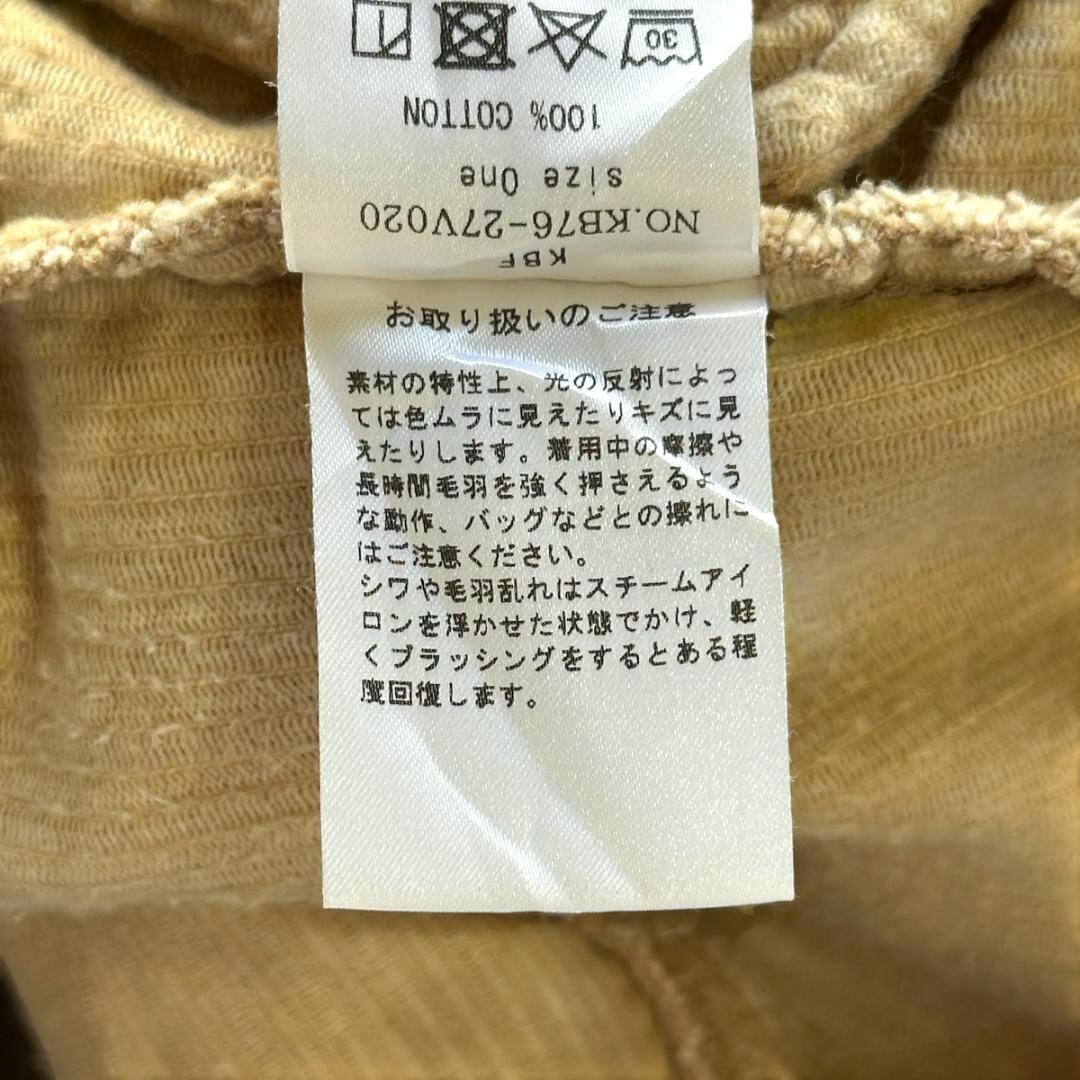 KBF
NO.KB76-27V020
size One
100% COTTON
30
お取り扱いのご注意
素材の特性上、光の反射によっ
ては色ムラに見えたりキズに見
えたりします。着用中の摩擦や
長時間毛羽を強く押さえるよう
な動作、バッグなどとの擦れに
はご注意ください。
シワや毛羽乱れはスチームアイ
ロンを浮かせた状態でかけ、軽
くブラッシングをするとある程
度回復します。